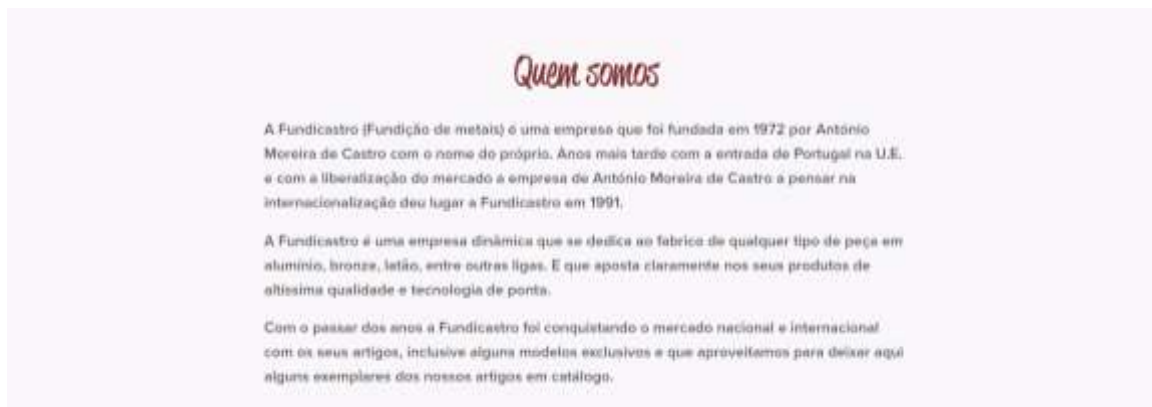 Quem somos
A Fundicastro (Fundição de metais) é uma empresa que foi fundada em 1972 por António
Moreira de Castro com o nome do próprio. Anos mais tarde com a entrada de Portugal na U.E.
e com a liberalização do mercado a empresa de António Moreira de Castro a pensar na
internacionalização deu lugar a Fundicastro em 1991.
A Fundicastro é uma empresa dinâmica que se dedica ao fabrico de qualquer tipo de peça em
alumínio, bronze, latão, entre outras ligas. E que aposta claramente nos seus produtos de
altíssima qualidade e tecnologia de ponta.
Com o passar dos anos a Fundicastro foi conquistando o mercado nacional e internacional
com os seus artigos, inclusive alguns modelos exclusivos e que aproveitamos para deixar aqui
alguns exemplares dos nossos artigos em catálogo.